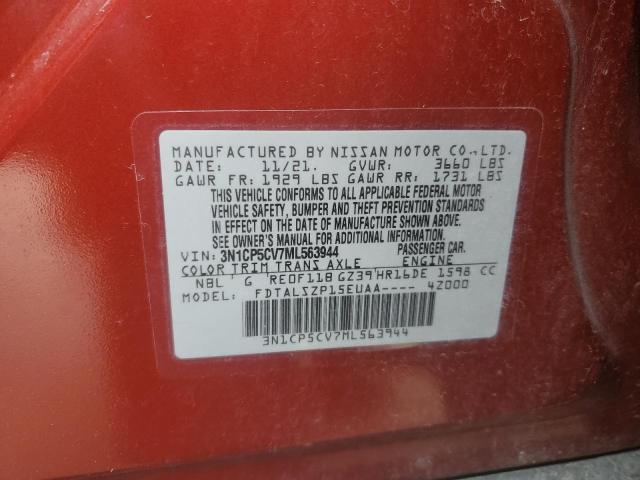 MANUFACTURED BY NISSAN MOTOR CO.,LTD.
DATE: 11/21. GVWR: 3660 LBS
GAWR FR: 1929 LBS GAWR RR: 1731 LBS
THIS VEHICLE CONFORMS TO ALL APPLICABLE FEDERAL MOTOR
VEHICLE SAFETY, BUMPER AND THEFT PREVENTION STANDARDS
IN EFFECT ON THE DATE OF MANUFACTURE SHOWN ABOVE.
SEE OWNER'S MANUAL FOR ADDITIONAL INFORMATION.
VIN: 3N1CP5CV7ML563944 PASSENGER CAR.
COLOR TRIM TRANS AXLE ENGINE
NBL G RE0F11B GZ39 HR16DE 1598 CC
MODEL: FDTALSZP15EUAA---- 4Z000
3N1CP5CV7ML563944